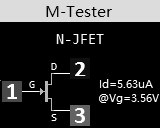 M-Tester
N-JFET
D 2
1 G
Id=5.63uA
@Vg=3.56V
S 3